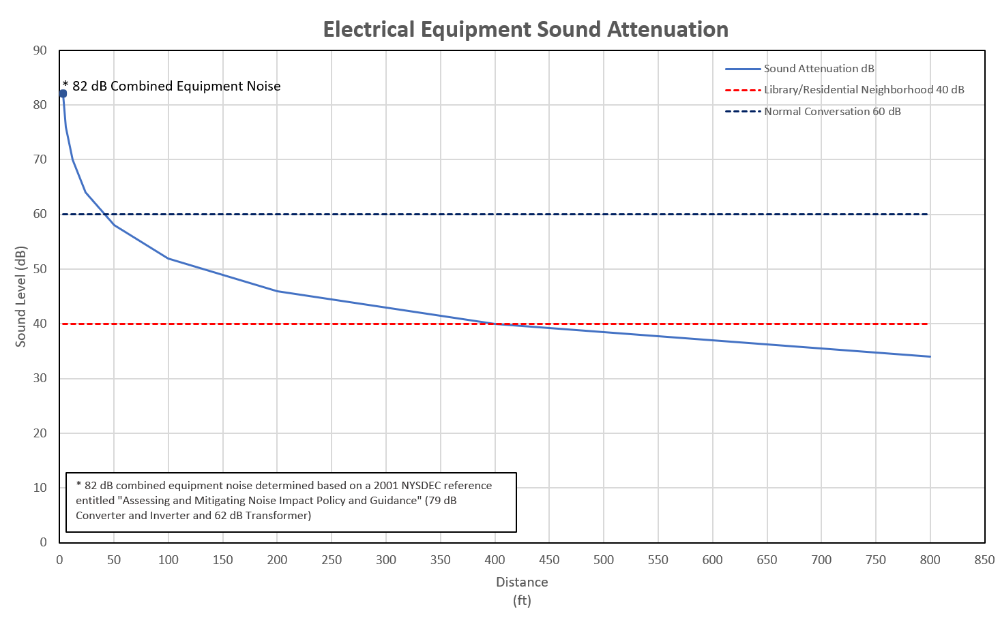 Electrical Equipment Sound Attenuation
90
80
70
60
50
40
30
20
10
0
Sound Level (dB)
* 82 dB Combined Equipment Noise
Sound Attenuation dB
Library/Residential Neighborhood 40 dB
Normal Conversation 60 dB
* 82 dB combined equipment noise determined based on a 2001 NYSDEC reference
entitled "Assessing and Mitigating Noise Impact Policy and Guidance" (79 dB
Converter and Inverter and 62 dB Transformer)
0 50 100 150 200 250 300 350 400 450 500 550 600 650 700 750 800 850
Distance
(ft)